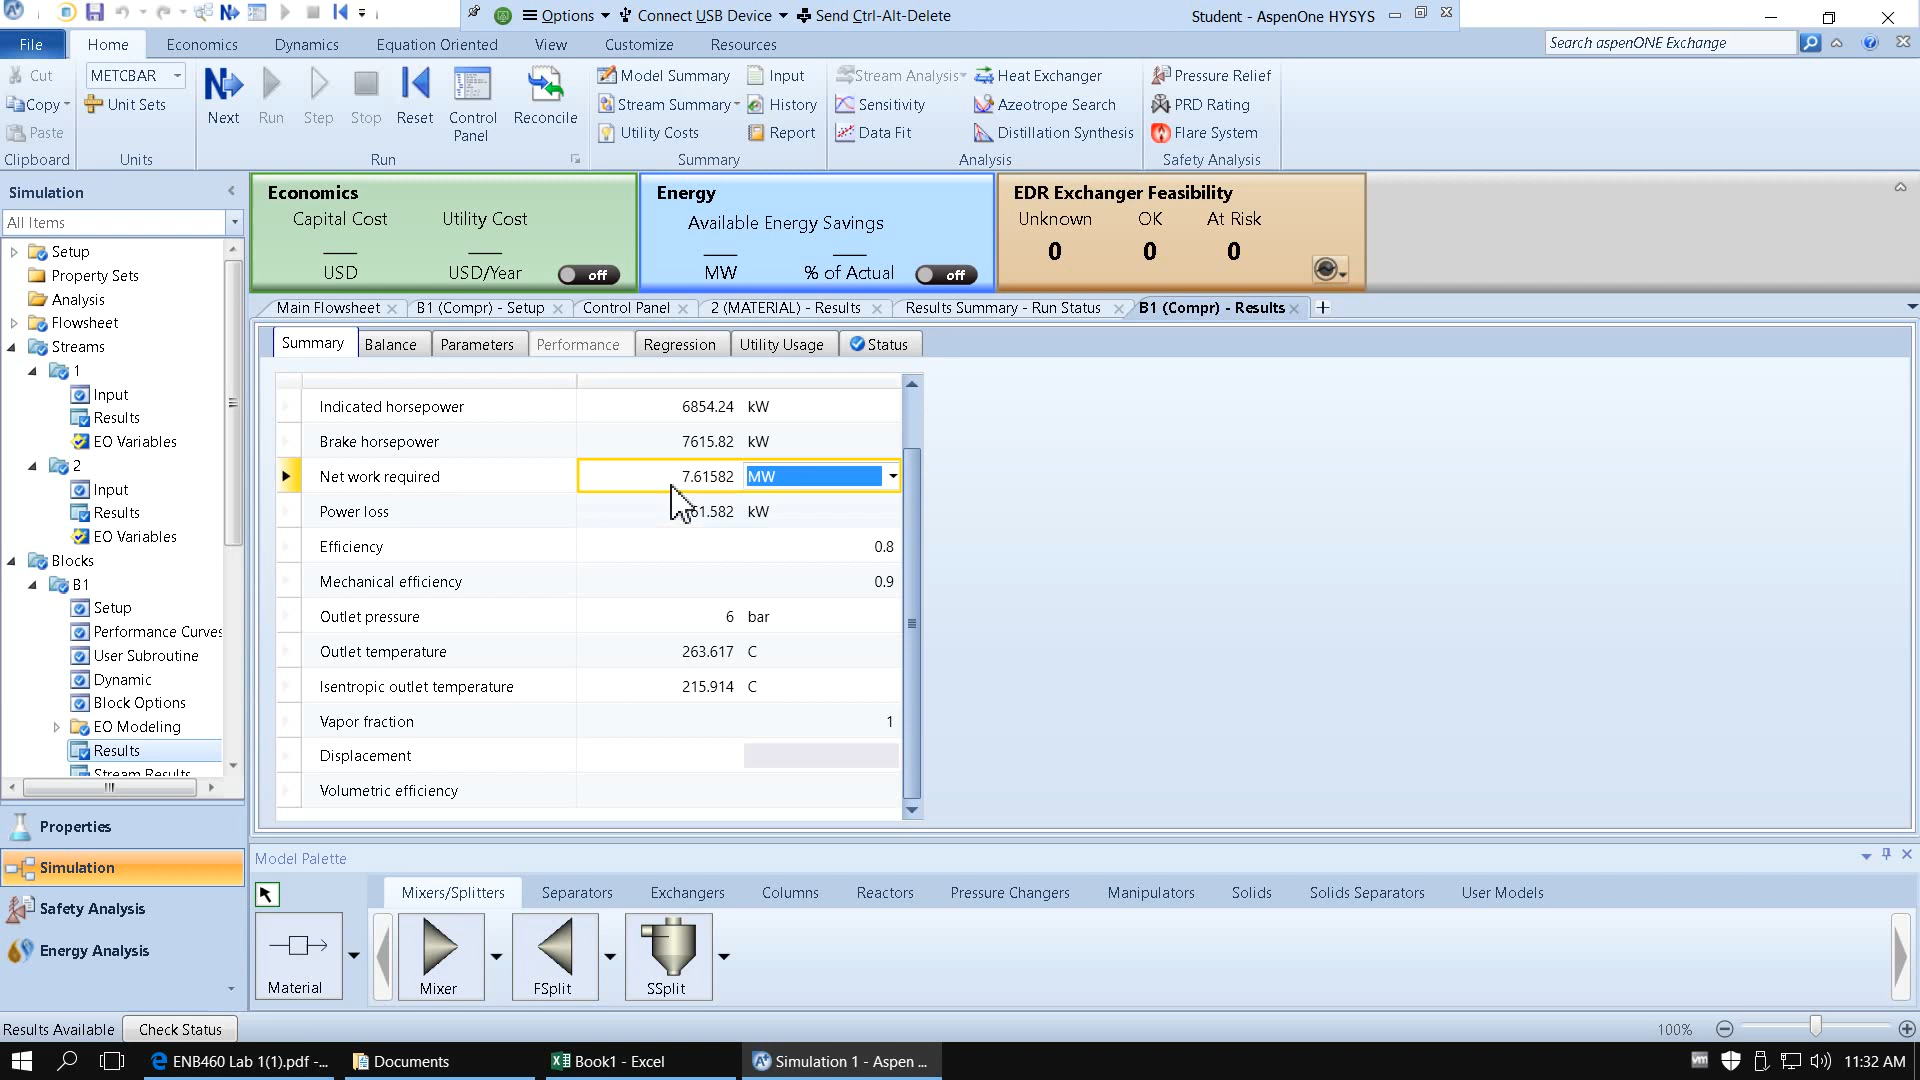 Options
Connect USB Device
Send Ctrl-Alt-Delete
Student - AspenOne HYSYS
File
Home
Economics
Dynamics
Equation Oriented
View
Customize
Resources
Search aspenONE Exchange
Cut
Copy
Paste
Clipboard
METCBAR
Unit Sets
Units
Next
Run
Step
Stop
Reset
Control Panel
Reconcile
Run
Model Summary
Stream Summary
Utility Costs
Input
History
Report
Summary
Stream Analysis
Sensitivity
Data Fit
Heat Exchanger
Azeotrope Search
Distillation Synthesis
Analysis
Pressure Relief
PRD Rating
Flare System
Safety Analysis
Simulation
All Items
Setup
Property Sets
Analysis
Flowsheet
Streams
1
Input
Results
EO Variables
2
Input
Results
EO Variables
Blocks
B1
Setup
Performance Curves
User Subroutine
Dynamic
Block Options
EO Modeling
Results
Stream Results
Properties
Simulation
Safety Analysis
Energy Analysis
Economics
Capital Cost Utility Cost
USD USD/Year off
Energy
Available Energy Savings
MW % of Actual off
EDR Exchanger Feasibility
Unknown OK At Risk
0 0 0
Main Flowsheet
B1 (Compr) - Setup
Control Panel
2 (MATERIAL) - Results
Results Summary - Run Status
B1 (Compr) - Results
Summary
Balance
Parameters
Performance
Regression
Utility Usage
Status
Indicated horsepower 6854.24 kW
Brake horsepower 7615.82 kW
Net work required 7.61582 MW
Power loss 61.582 kW
Efficiency 0.8
Mechanical efficiency 0.9
Outlet pressure 6 bar
Outlet temperature 263.617 C
Isentropic outlet temperature 215.914 C
Vapor fraction 1
Displacement
Volumetric efficiency
Model Palette
Mixers/Splitters
Separators
Exchangers
Columns
Reactors
Pressure Changers
Manipulators
Solids
Solids Separators
User Models
Material
Mixer
FSplit
SSplit
Results Available
Check Status
100%
ENB460 Lab 1(1).pdf -...
Documents
Book1 - Excel
Simulation 1 - Aspen ...
vm
11:32 AM